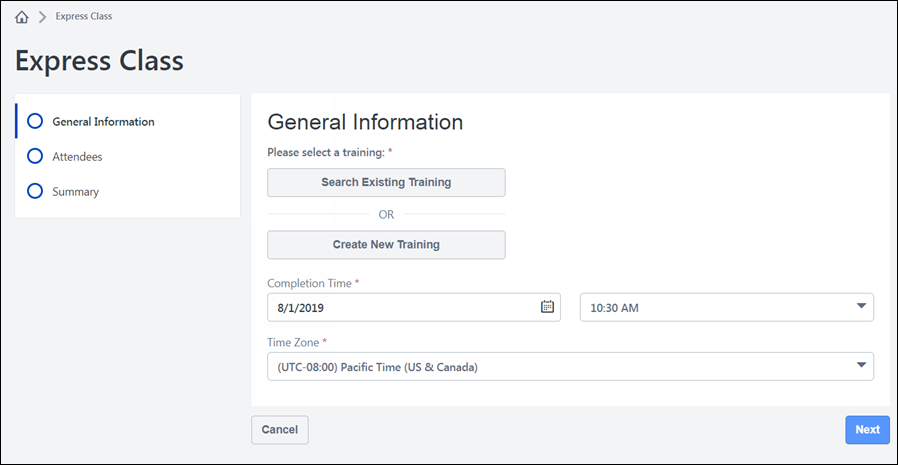 Express Class
Express Class
General Information
Attendees
Summary
General Information
Please select a training: *
Search Existing Training
OR
Create New Training
Completion Time *
8/1/2019
10:30 AM
Time Zone *
(UTC-08:00) Pacific Time (US & Canada)
Cancel
Next